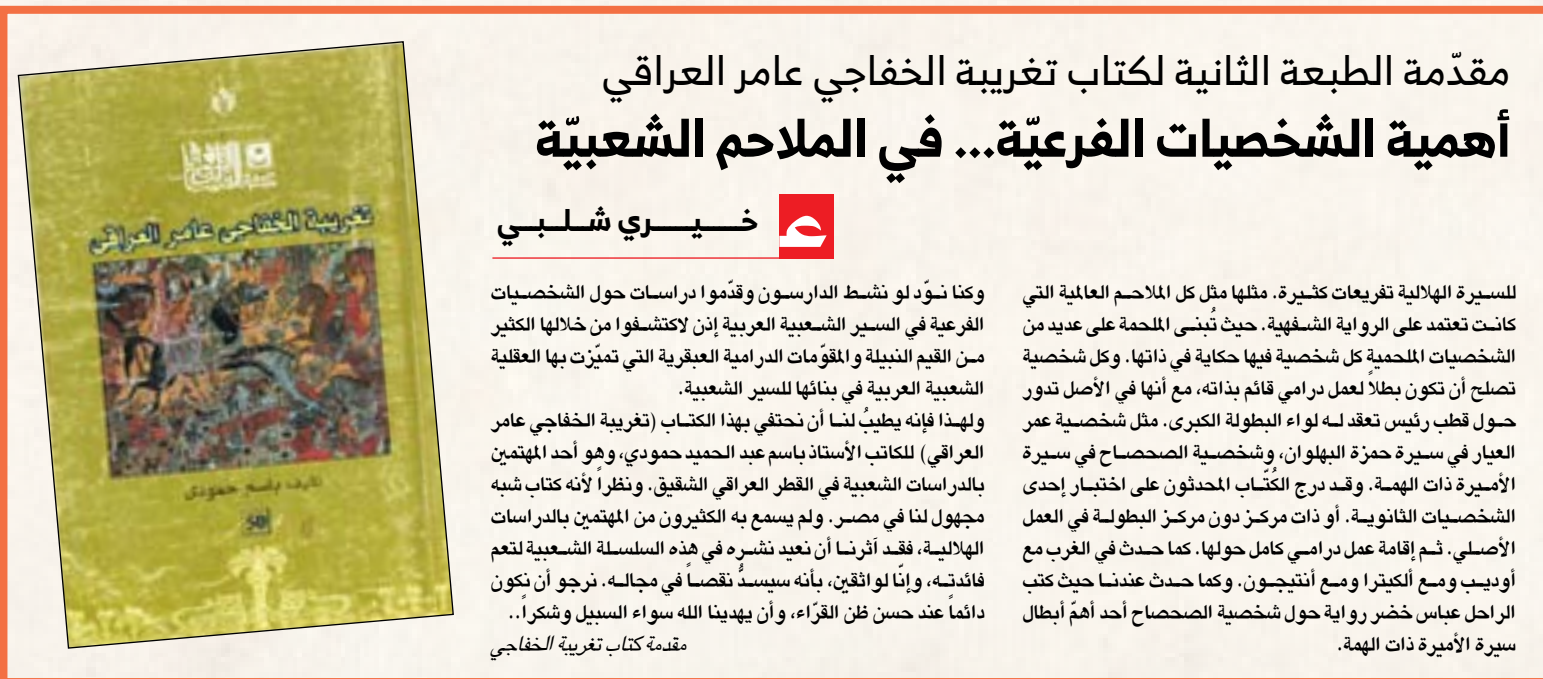 مقدّمة الطبعة الثانية لكتاب تغريبة الخفاجي عامر العراقي
أهمية الشخصيات الفرعيّة... في الملاحم الشعبيّة
خيري شلبي
للسيرة الهلالية تفريعات كثيرة. مثلها مثل كل الملاحم العالمية التي
كانت تعتمد على الرواية الشفهية. حيث تُبنى الملحمة على عديد من
الشخصيات الملحمية كل شخصية فيها حكاية في ذاتها. وكل شخصية
تصلح أن تكون بطلاً لعمل درامي قائم بذاته، مع أنها في الأصل تدور
حول قطب رئيس تعقد له لواء البطولة الكبرى. مثل شخصية عمر
العيار في سيرة حمزة البهلوان، وشخصية الصحصاح في سيرة
الأميرة ذات الهمة. وقد درج الكُتّاب المحدثون على اختبار إحدى
الشخصيات الثانوية. أو ذات مركز دون مركز البطولة في العمل
الأصلي. ثم إقامة عمل درامي كامل حولها. كما حدث في الغرب مع
أوديب ومع ألكيترا ومع أنتيجون. وكما حدث عندنا حيث كتب
الراحل عباس خضر رواية حول شخصية الصحصاح أحد أهمّ أبطال
سيرة الأميرة ذات الهمة.
وكنا نوّد لو نشط الدارسون وقدّموا دراسات حول الشخصيات
الفرعية في السير الشعبية العربية إذن لاكتشفوا من خلالها الكثير
من القيم النبيلة والمقوّمات الدرامية العبقرية التي تميّزت بها العقلية
الشعبية العربية في بنائها للسير الشعبية.
ولهذا فإنه يطيبُ لنا أن نحتفي بهذا الكتاب (تغريبة الخفاجي عامر
العراقي) للكاتب الأستاذ باسم عبد الحميد حمودي، وهو أحد المهتمين
بالدراسات الشعبية في القطر العراقي الشقيق. ونظراً لأنه كتاب شبه
مجهول لنا في مصر. ولم يسمع به الكثيرون من المهتمين بالدراسات
الهلالية، فقد آثرنا أن نعيد نشره في هذه السلسلة الشعبية لتعم
فائدته، وإنّا لواثقين، بأنه سيسدُّ نقصاً في مجاله. نرجو أن نكون
دائماً عند حسن ظن القرّاء، وأن يهدينا الله سواء السبيل وشكراً..
مقدمة كتاب تغريبة الخفاجي
تغريبة الخفاجى عامر العراقى
تأليف باسم حمودى
50